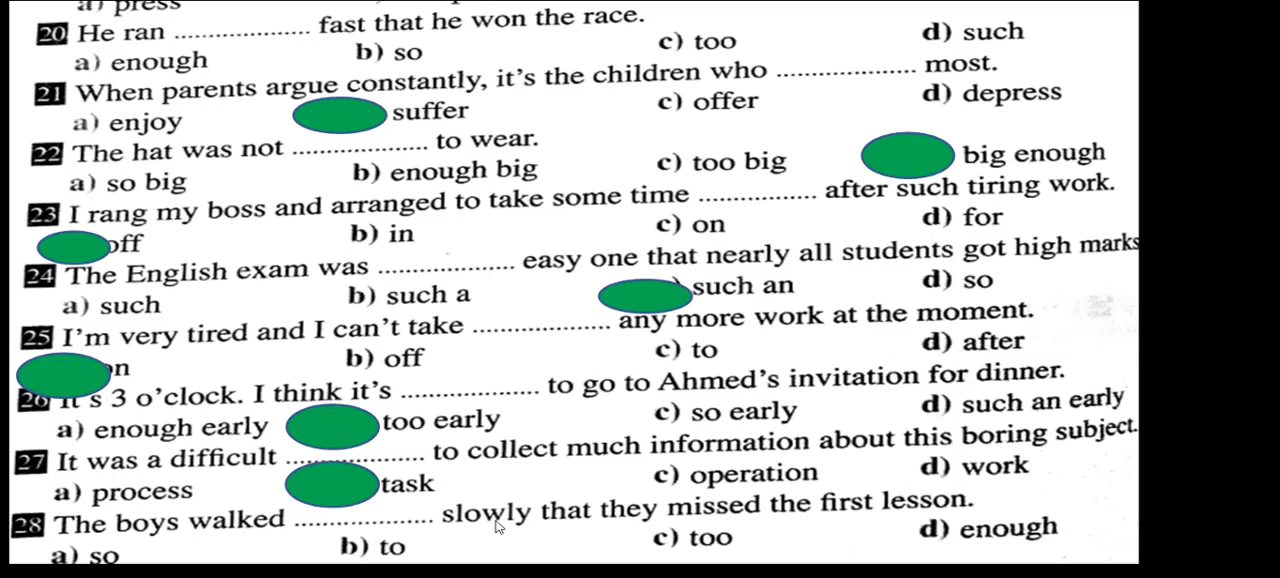 a) press
20 He ran .................... fast that he won the race.
a) enough b) so c) too d) such
21 When parents argue constantly, it's the children who .................... most.
a) enjoy suffer c) offer d) depress
22 The hat was not .................... to wear.
a) so big b) enough big c) too big big enough
23 I rang my boss and arranged to take some time ................. after such tiring work.
off b) in c) on d) for
24 The English exam was .................... easy one that nearly all students got high marks
a) such b) such a such an d) so
25 I'm very tired and I can't take .................... any more work at the moment.
on b) off c) to d) after
26 It's 3 o'clock. I think it's .................... to go to Ahmed's invitation for dinner.
a) enough early too early c) so early d) such an early
27 It was a difficult .................... to collect much information about this boring subject.
a) process task c) operation d) work
28 The boys walked .................... slowly that they missed the first lesson.
a) so b) to c) too d) enough